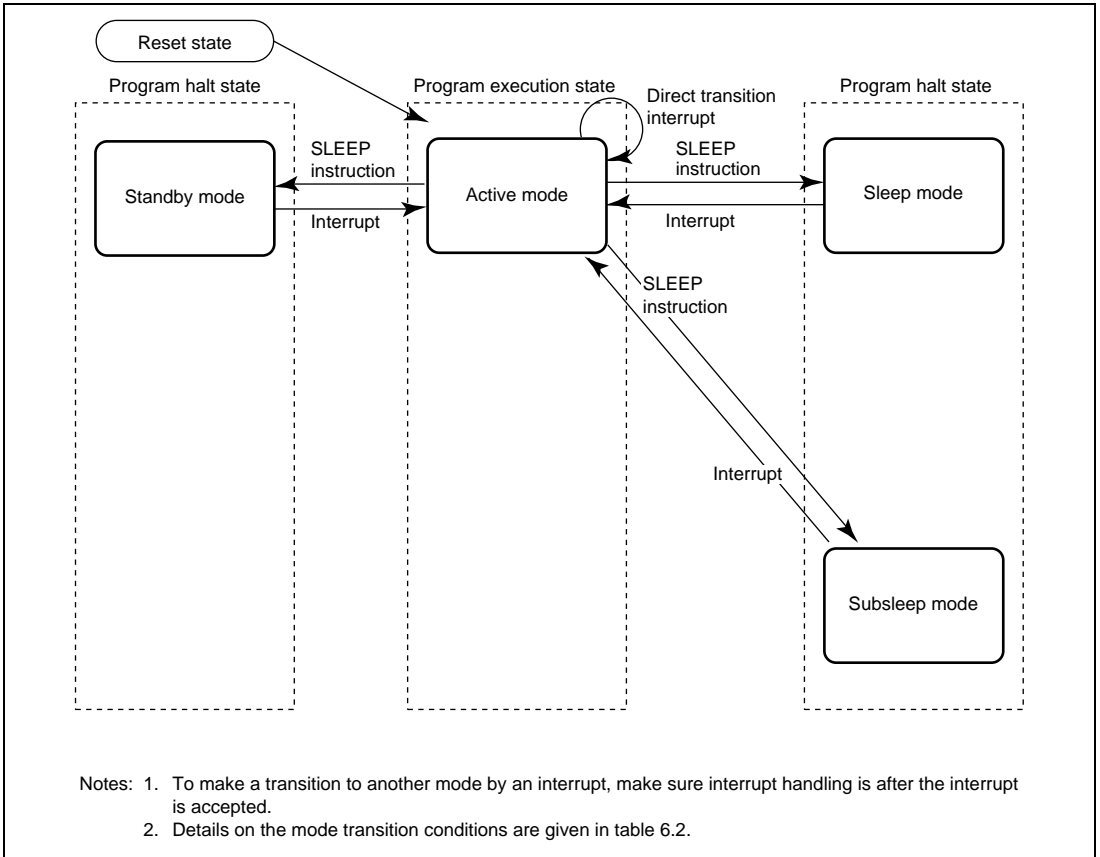 Reset state
Program halt state
Program execution state
Program halt state
Direct transition
interrupt
SLEEP
instruction
SLEEP
instruction
Standby mode
Active mode
Sleep mode
Interrupt
Interrupt
SLEEP
instruction
Interrupt
Subsleep mode
Notes: 1. To make a transition to another mode by an interrupt, make sure interrupt handling is after the interrupt
is accepted.
2. Details on the mode transition conditions are given in table 6.2.